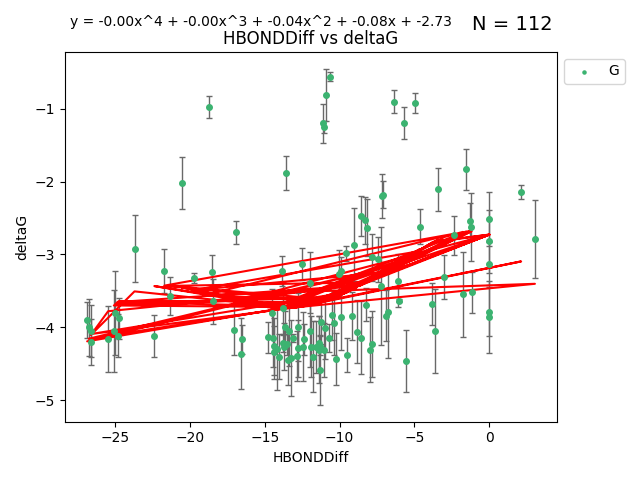 y = -0.00x^4 + -0.00x^3 + -0.04x^2 + -0.08x + -2.73
N = 112
HBONDDiff vs deltaG
G
−1
−2
−3
−4
−5
deltaG
−25
−20
−15
−10
−5
0
HBONDDiff